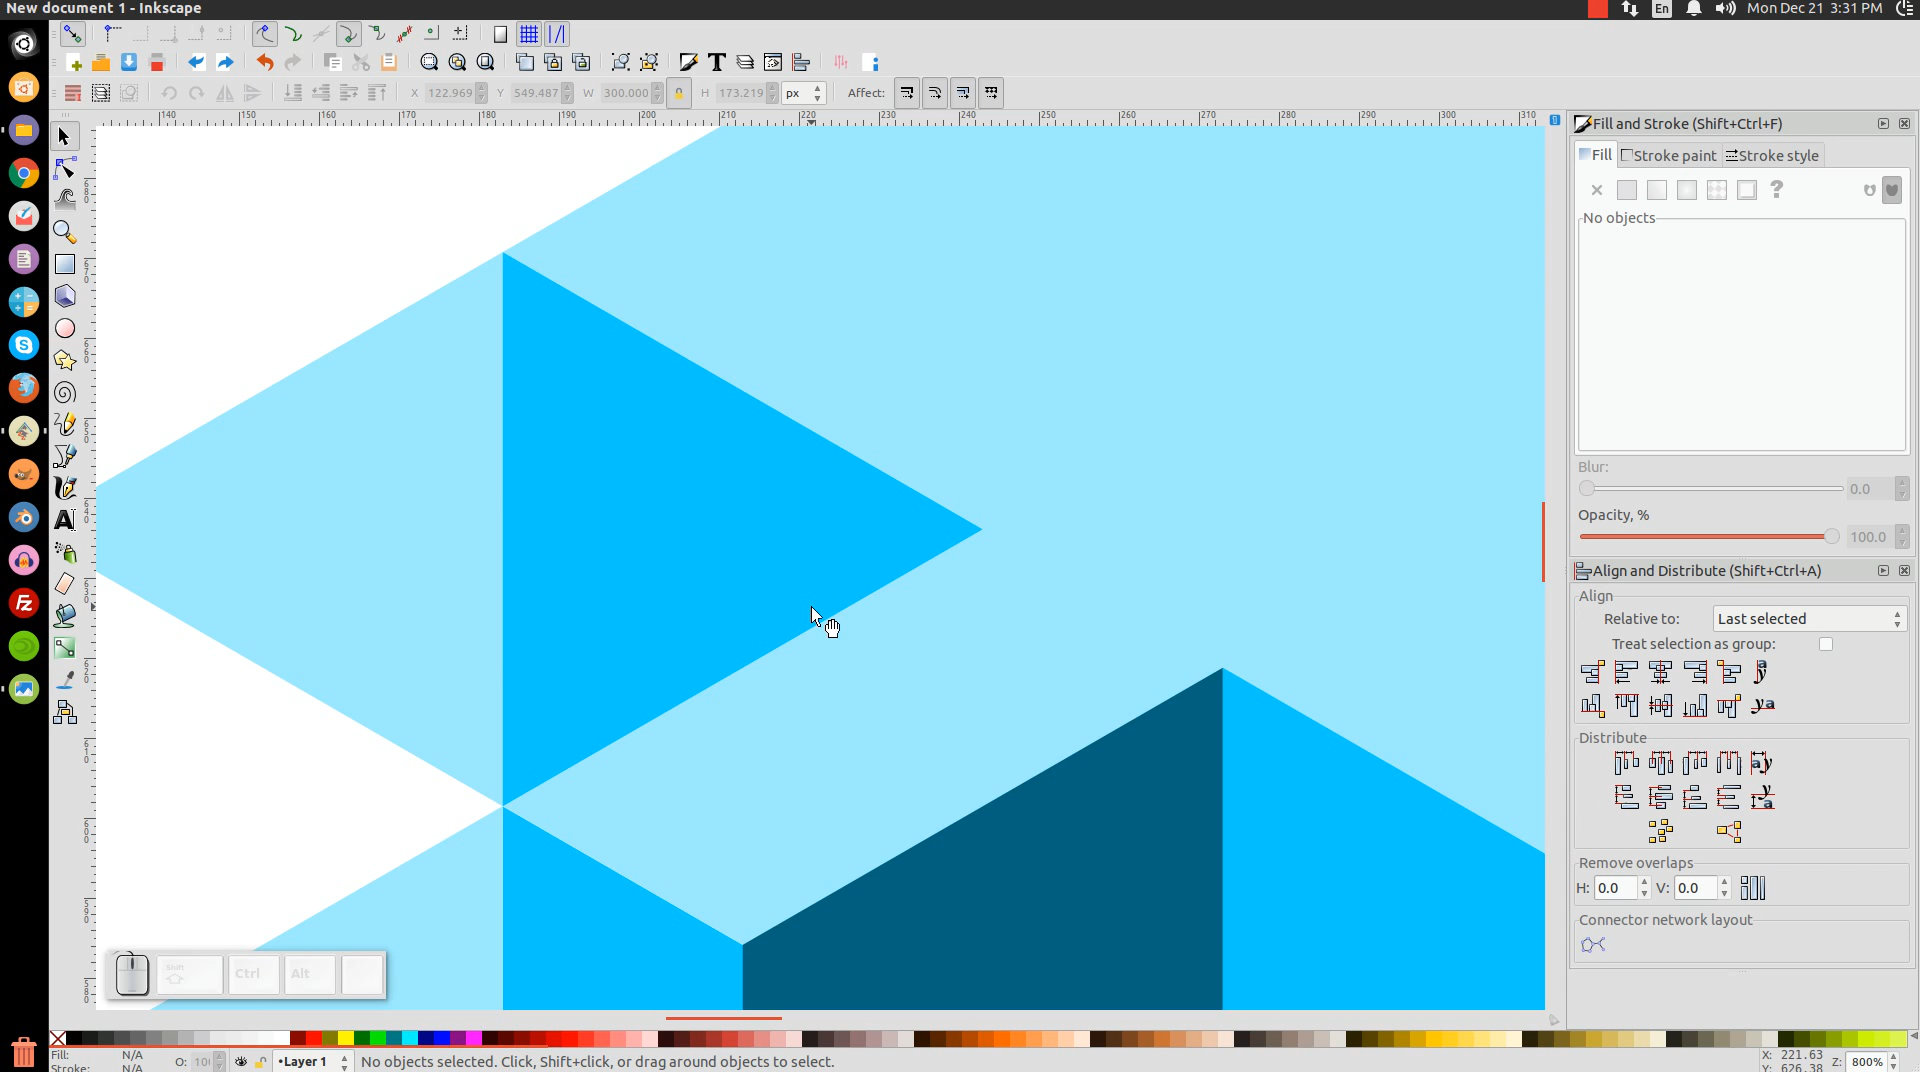 New document 1 - Inkscape
En
Mon Dec 21 3:31 PM
X 122.969
Y 549.487
W 300.000
H 173.219
px
Affect:
140 150 160 170 180 190 200 210 220 230 240 250 260 270 280 290 300 310
Fill and Stroke (Shift+Ctrl+F)
Fill
Stroke paint
Stroke style
?
No objects
Blur:
0.0
Opacity, %
100.0
Align and Distribute (Shift+Ctrl+A)
Align
Relative to: Last selected
Treat selection as group:
Distribute
Remove overlaps
H: 0.0 V: 0.0
Connector network layout
Shift
Ctrl
Alt
Fill: N/A
Stroke: N/A
O:
•Layer 1
No objects selected. Click, Shift+click, or drag around objects to select.
X: 221.63
Y: 626.38
Z: 800%